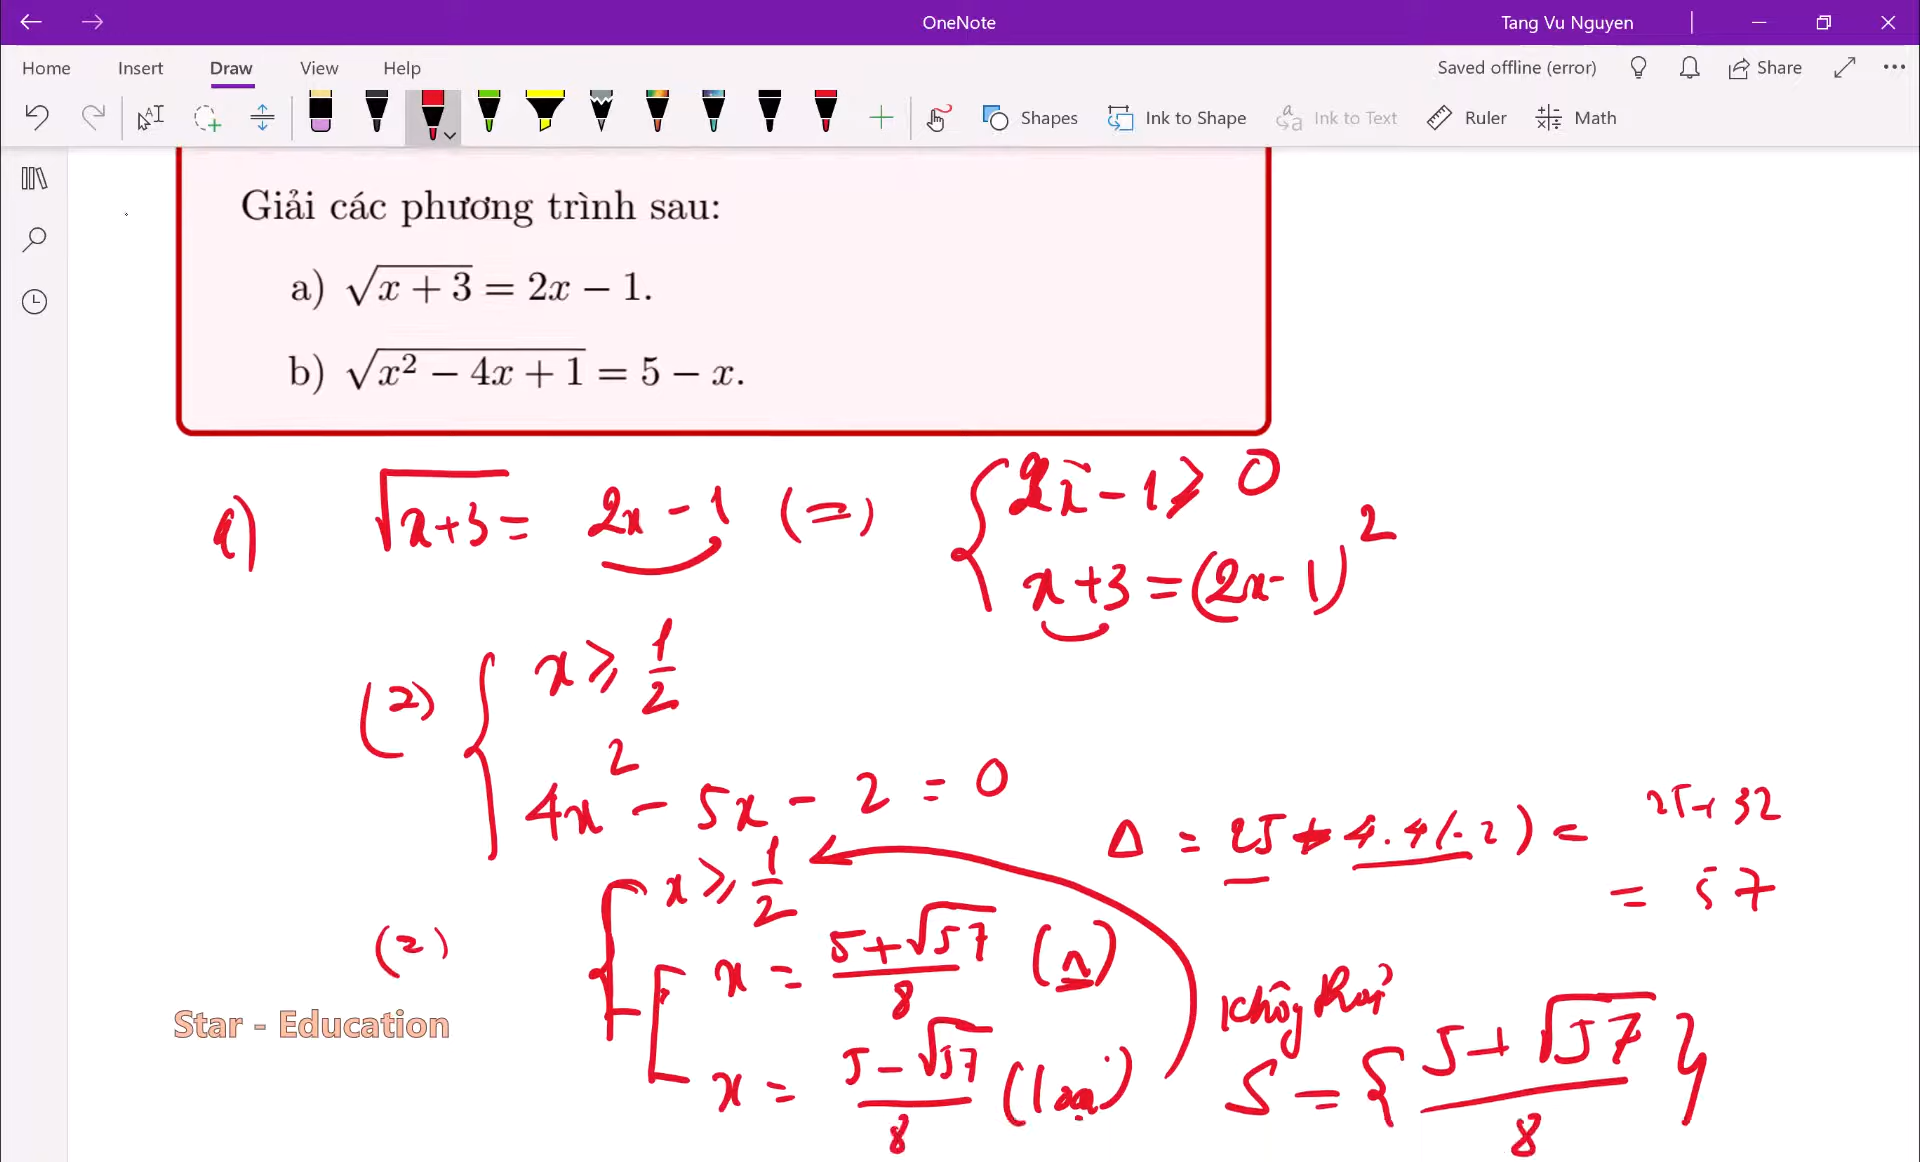 OneNote
Tang Vu Nguyen
Home Insert Draw View Help
Saved offline (error)
Share
Shapes
Ink to Shape
Ink to Text
Ruler
Math
Giải các phương trình sau:
a) √(x + 3) = 2x − 1.
b) √(x² − 4x + 1) = 5 − x.
a) √(x+3) = 2x − 1 (=) { 2x − 1 ≥ 0
x + 3 = (2x − 1)²
(=) { x ≥ 1/2
4x² − 5x − 2 = 0
Δ = 25 − 4.4(−2) = 25 + 32
= 57
(=) { x ≥ 1/2
[ x = (5 + √57)/8 (n)
x = (5 − √57)/8 (loại)
không thoả
S = { (5 + √57)/8 }
Star - Education